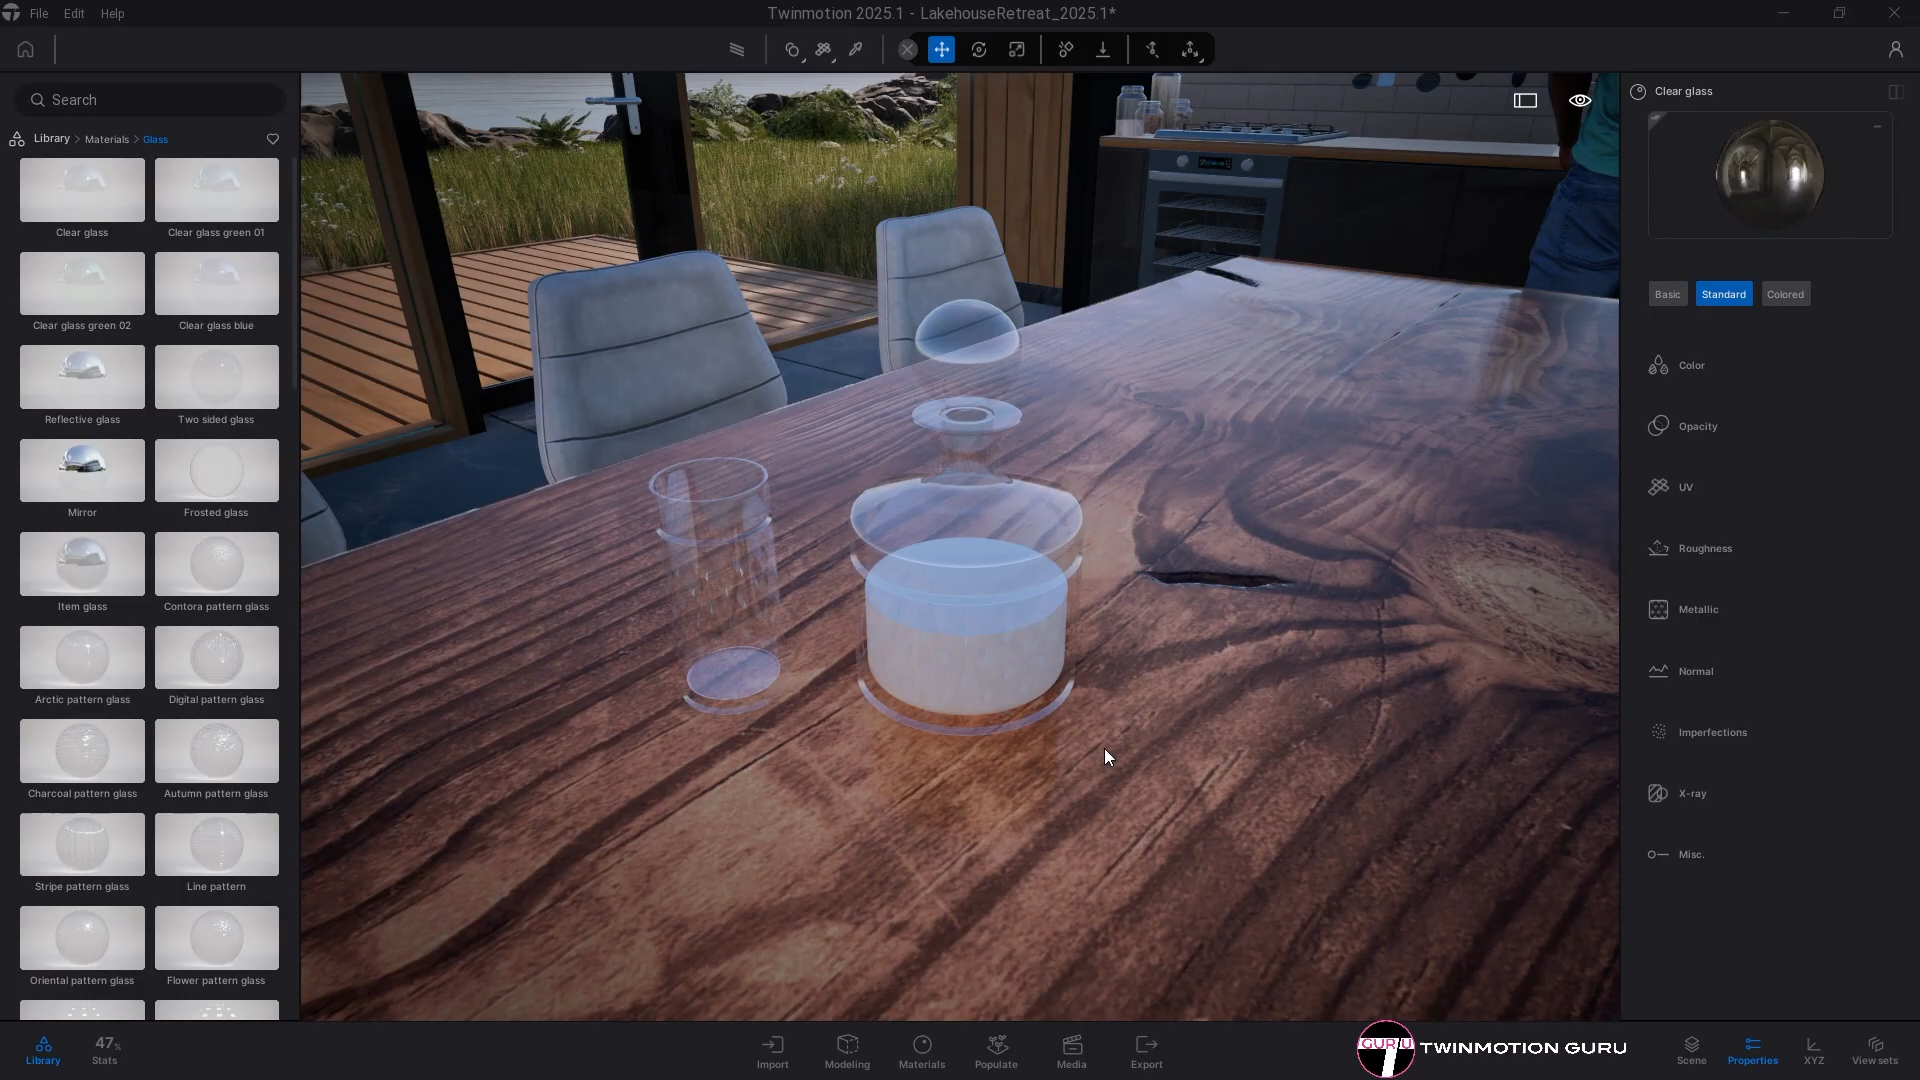 File Edit Help
Twinmotion 2025.1 - LakehouseRetreat_2025.1*
Search
Library > Materials > Glass
Clear glass
Clear glass green 01
Clear glass green 02
Clear glass blue
Reflective glass
Two sided glass
Mirror
Frosted glass
Item glass
Contora pattern glass
Arctic pattern glass
Digital pattern glass
Charcoal pattern glass
Autumn pattern glass
Stripe pattern glass
Line pattern
Oriental pattern glass
Flower pattern glass
Clear glass
Basic Standard Colored
Color
Opacity
UV
Roughness
Metallic
Normal
Imperfections
X-ray
Misc.
Library
47%
Stats
Import
Modeling
Materials
Populate
Media
Export
GURU
TWINMOTION GURU
Scene
Properties
XYZ
View sets